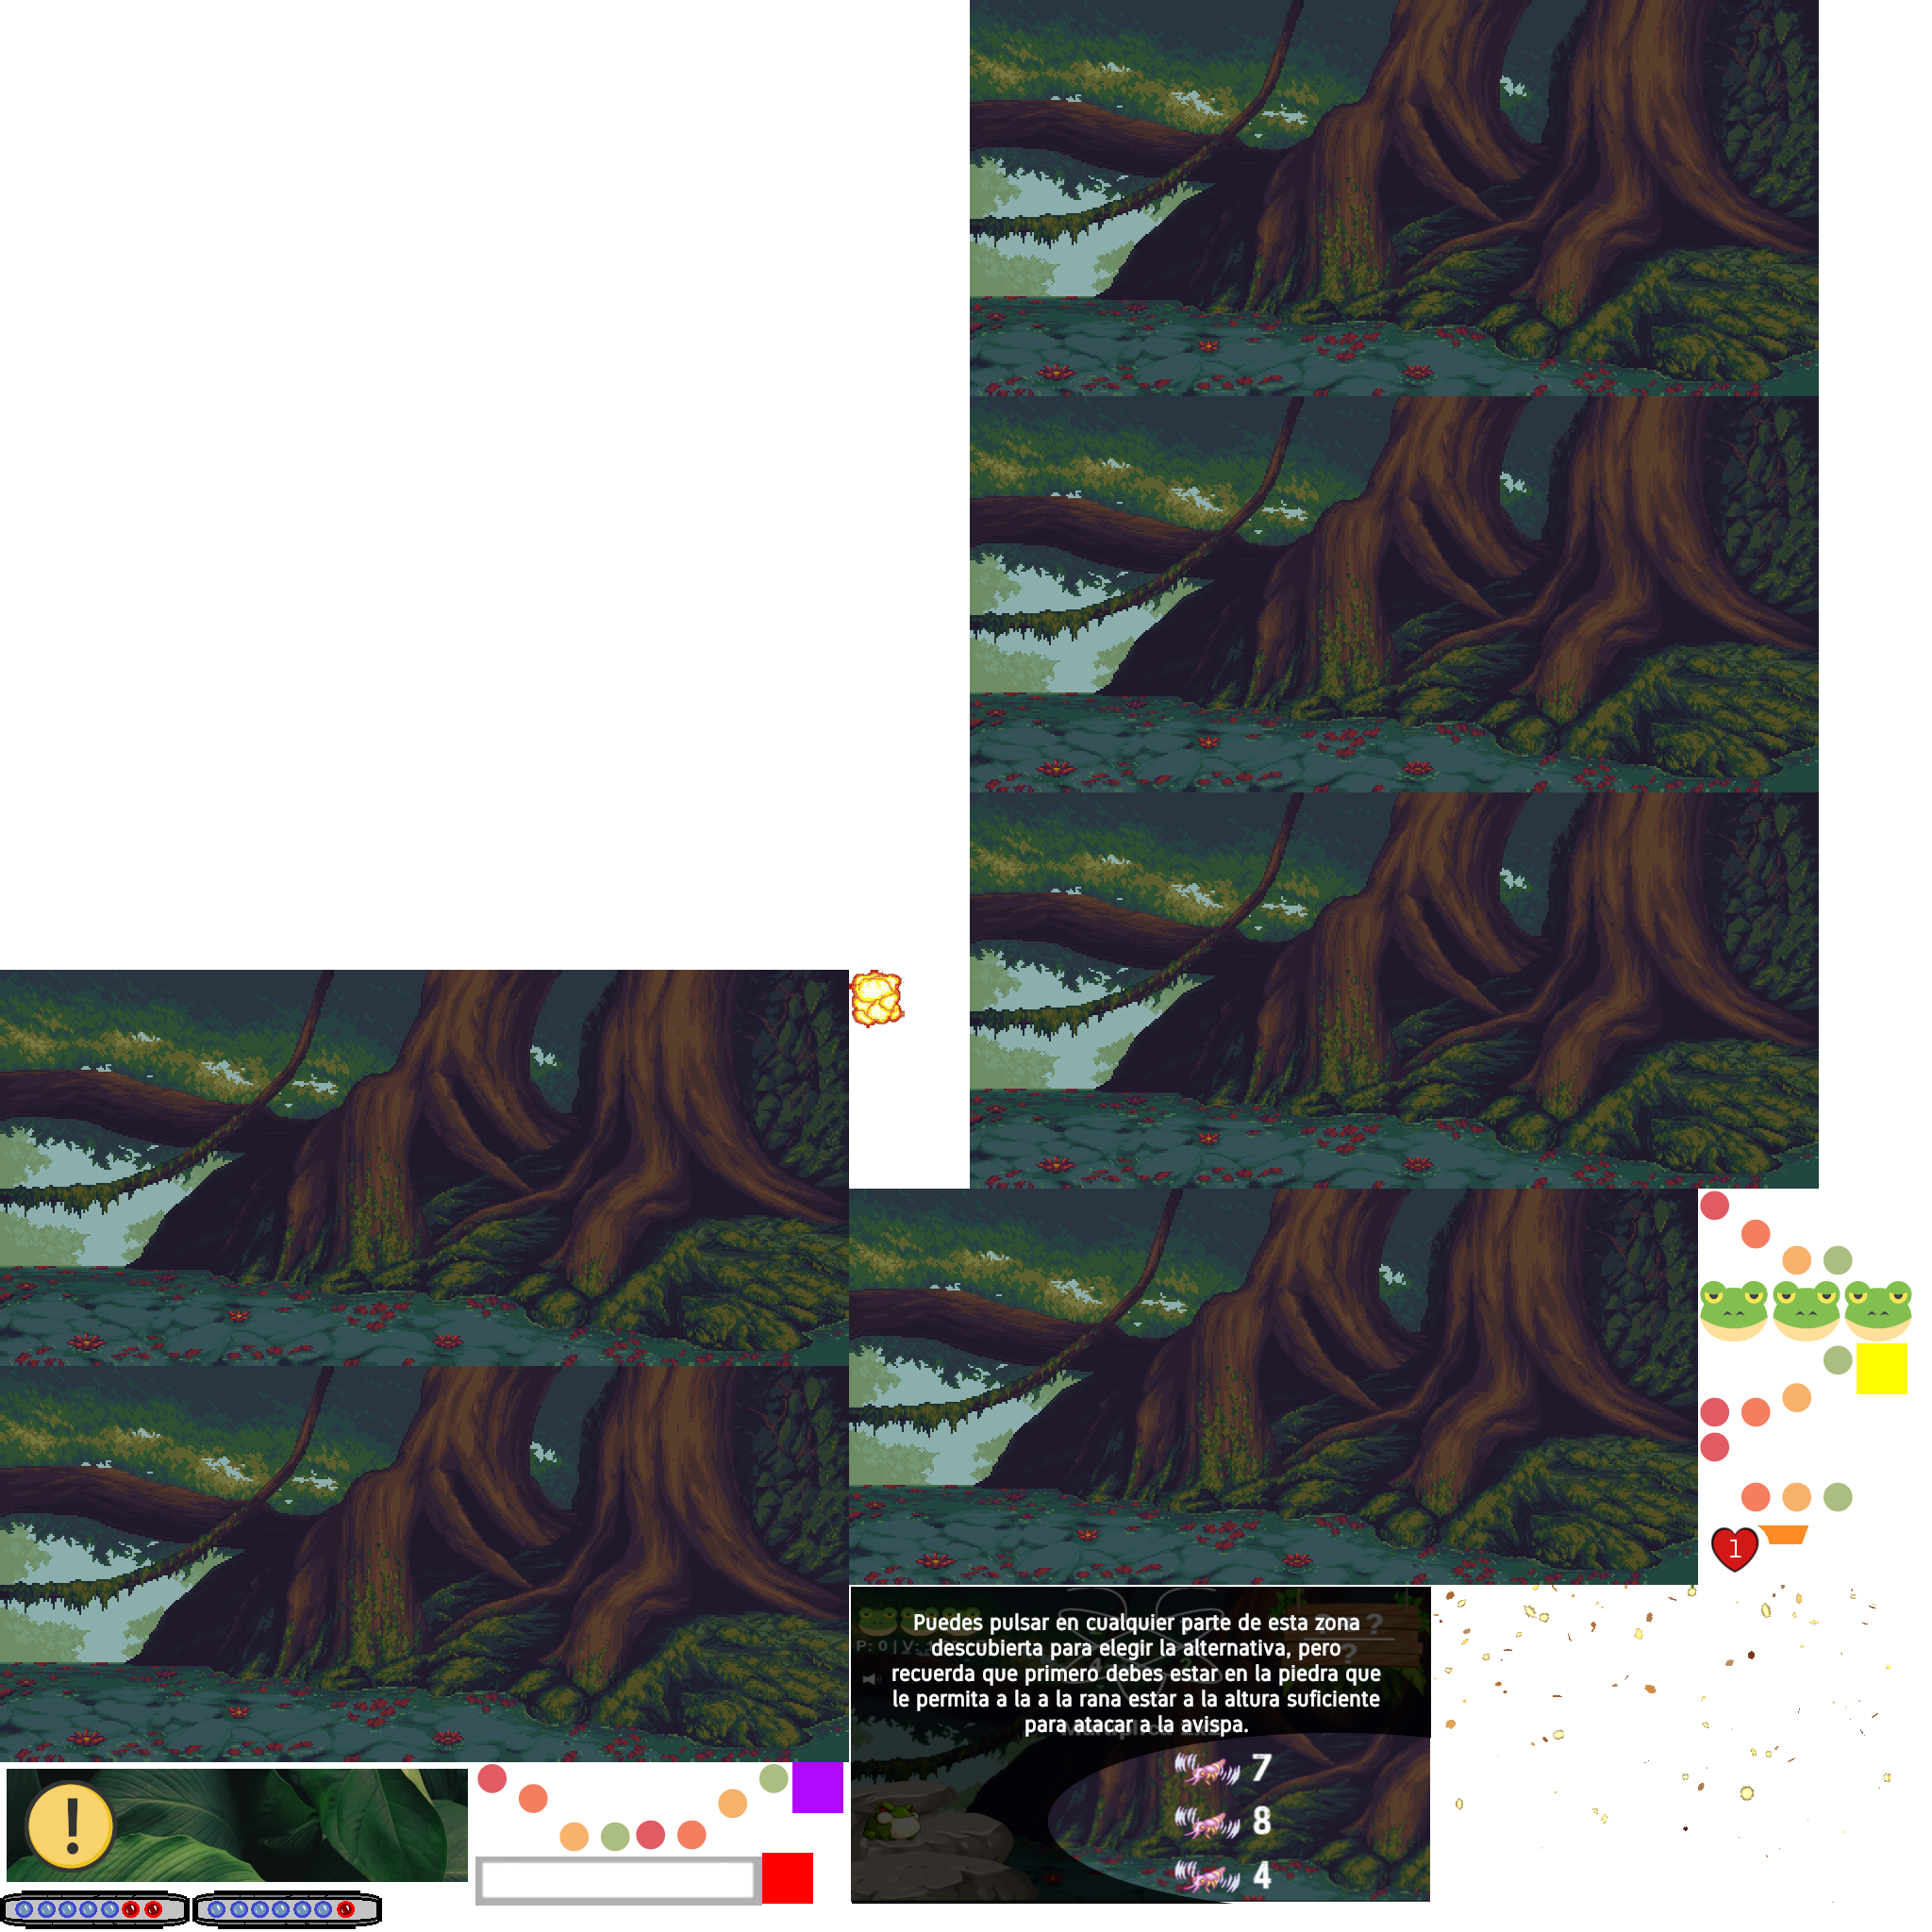 1
Puedes pulsar en cualquier parte de esta zona
descubierta para elegir la alternativa, pero
recuerda que primero debes estar en la piedra que
le permita a la a la rana estar a la altura suficiente
para atacar a la avispa.
P: 0 | V:
?
?
7
8
4
!